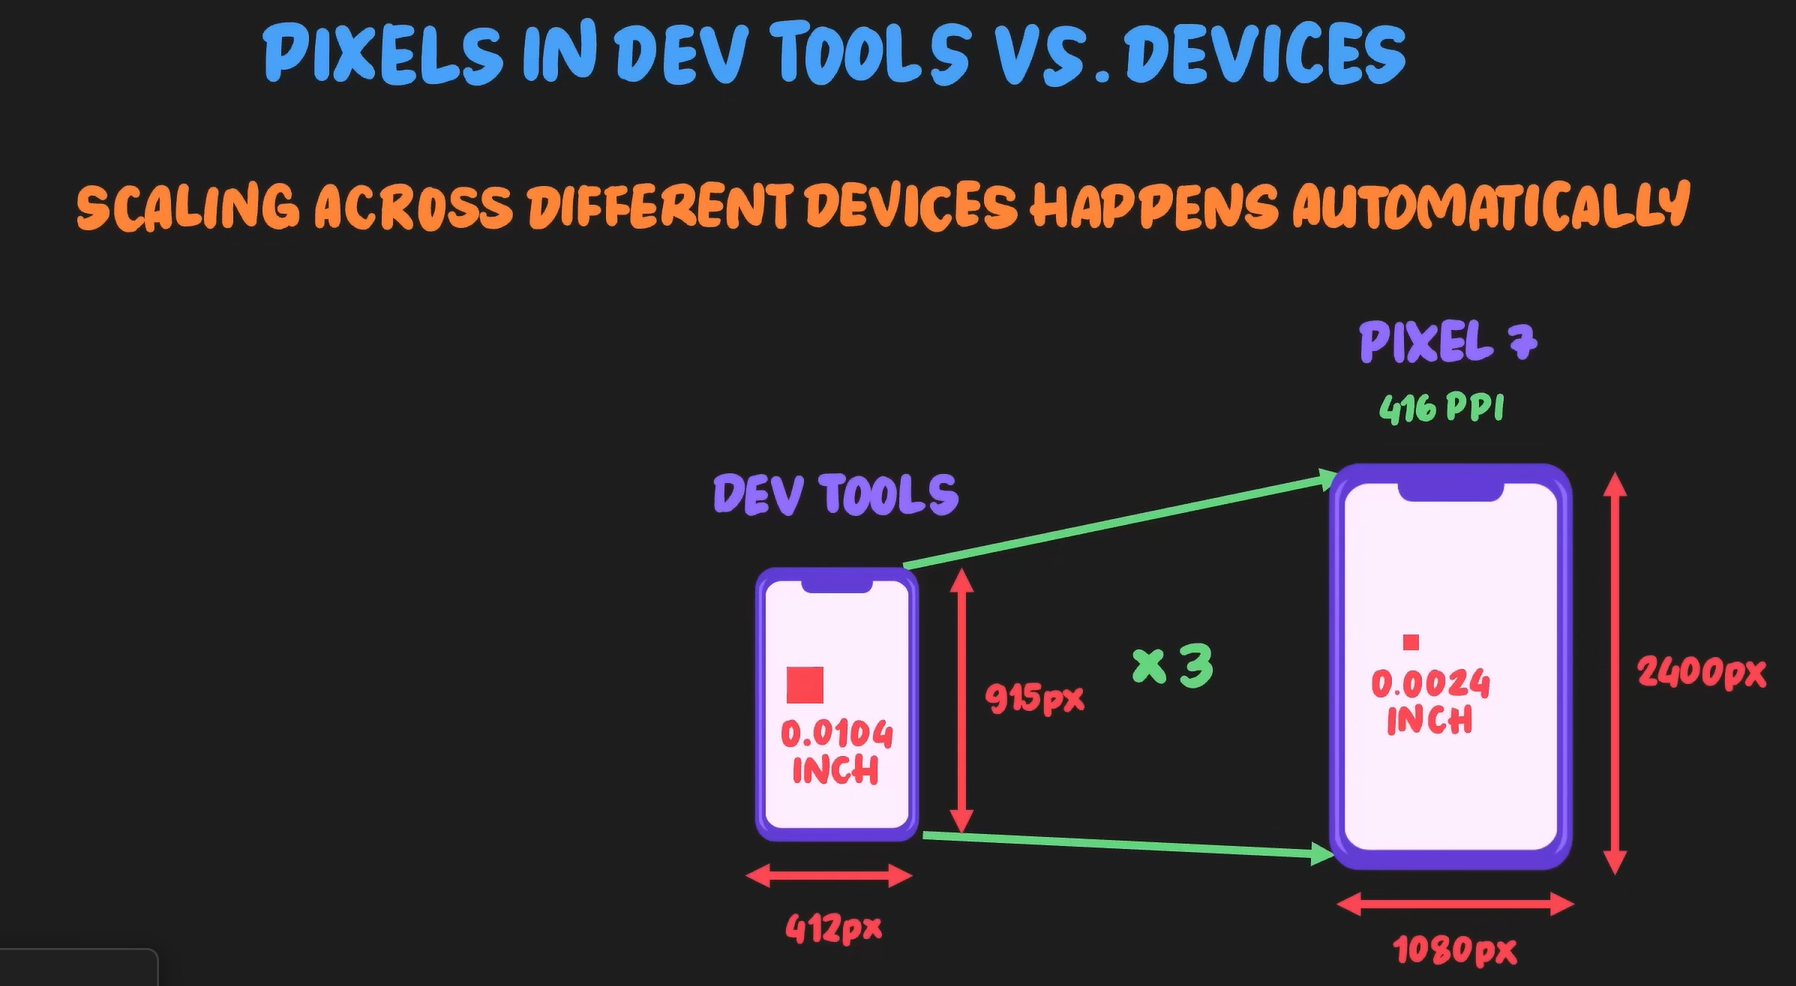 PIXELS IN DEV TOOLS VS. DEVICES
SCALING ACROSS DIFFERENT DEVICES HAPPENS AUTOMATICALLY
PIXEL 7
416 PPI
DEV TOOLS
x 3
915px
2400px
0.0104
INCH
0.0024
INCH
412px
1080px